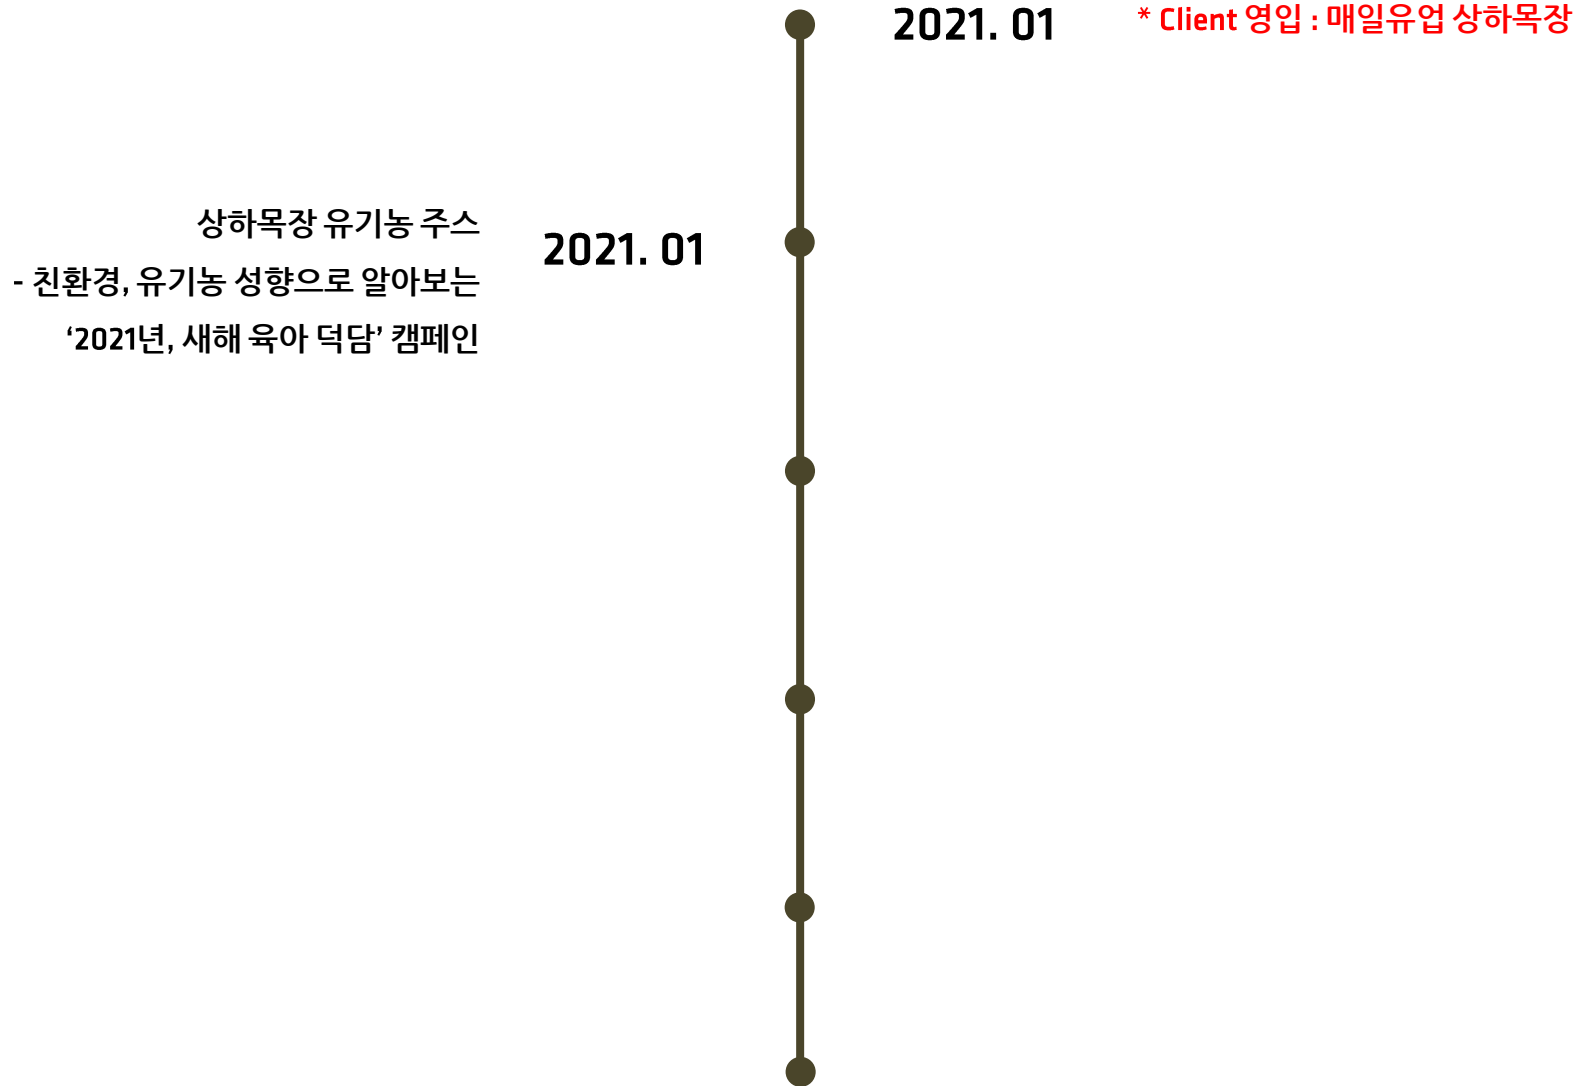 2021. 01
* Client 영입 : 매일유업 상하목장
상하목장 유기농 주스
- 친환경, 유기농 성향으로 알아보는
‘2021년, 새해 육아 덕담’ 캠페인
2021. 01